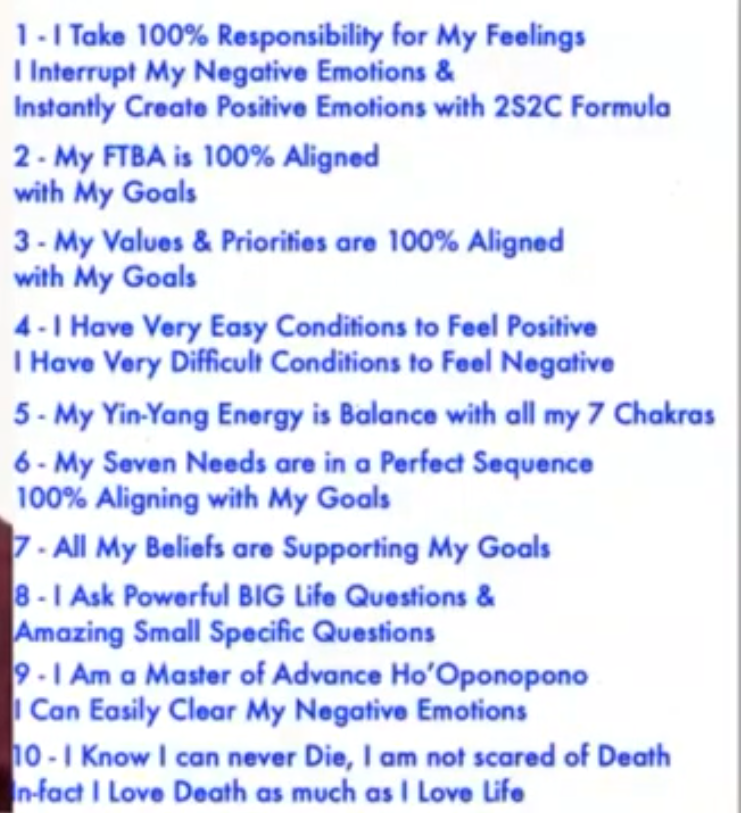 1 - I Take 100% Responsibility for My Feelings
I Interrupt My Negative Emotions &
Instantly Create Positive Emotions with 2S2C Formula
2 - My FTBA is 100% Aligned
with My Goals
3 - My Values & Priorities are 100% Aligned
with My Goals
4 - I Have Very Easy Conditions to Feel Positive
I Have Very Difficult Conditions to Feel Negative
5 - My Yin-Yang Energy is Balance with all my 7 Chakras
6 - My Seven Needs are in a Perfect Sequence
100% Aligning with My Goals
7 - All My Beliefs are Supporting My Goals
8 - I Ask Powerful BIG Life Questions &
Amazing Small Specific Questions
9 - I Am a Master of Advance Ho'Oponopono
I Can Easily Clear My Negative Emotions
10 - I Know I can never Die, I am not scared of Death
In-fact I Love Death as much as I Love Life